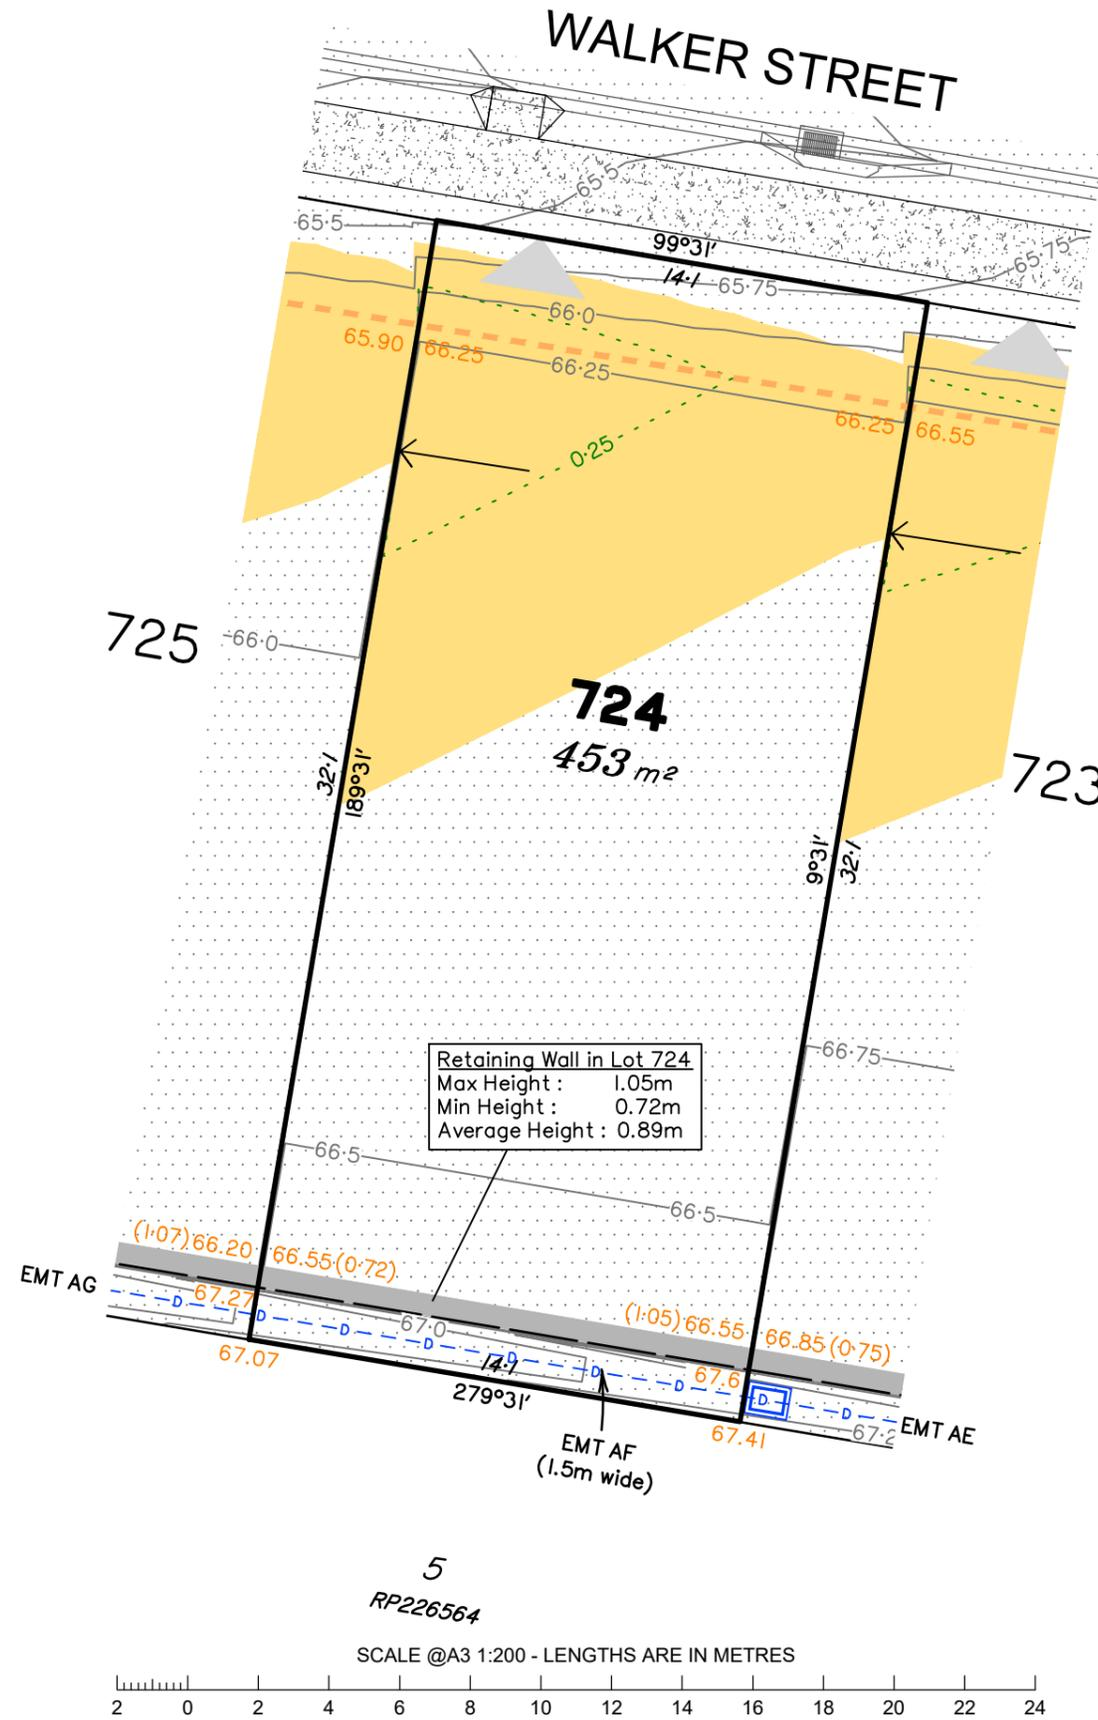 WALKER STREET
65·5
65·5
99°31′
14·1
65·75
65·75
66·0
65.90
66.25
66·25
66.25
66.55
0·25
725
66·0
724
453 m²
723
32·1
189°31′
9°31′
32·1
Retaining Wall in Lot 724
Max Height : 1.05m
Min Height : 0.72m
Average Height : 0.89m
66·75
66·5
66·5
(1·07) 66.20
66.55 (0·72)
EMT AG
67.27
D
D
D
67·0
D
(1·05) 66.55
66.85 (0·75)
D
14·1
D
67.6
D
D
D
67.07
279°31′
67.41
67·2
EMT AE
EMT AF
(1.5m wide)
5
RP226564
SCALE @A3 1:200 - LENGTHS ARE IN METRES
2 0 2 4 6 8 10 12 14 16 18 20 22 24